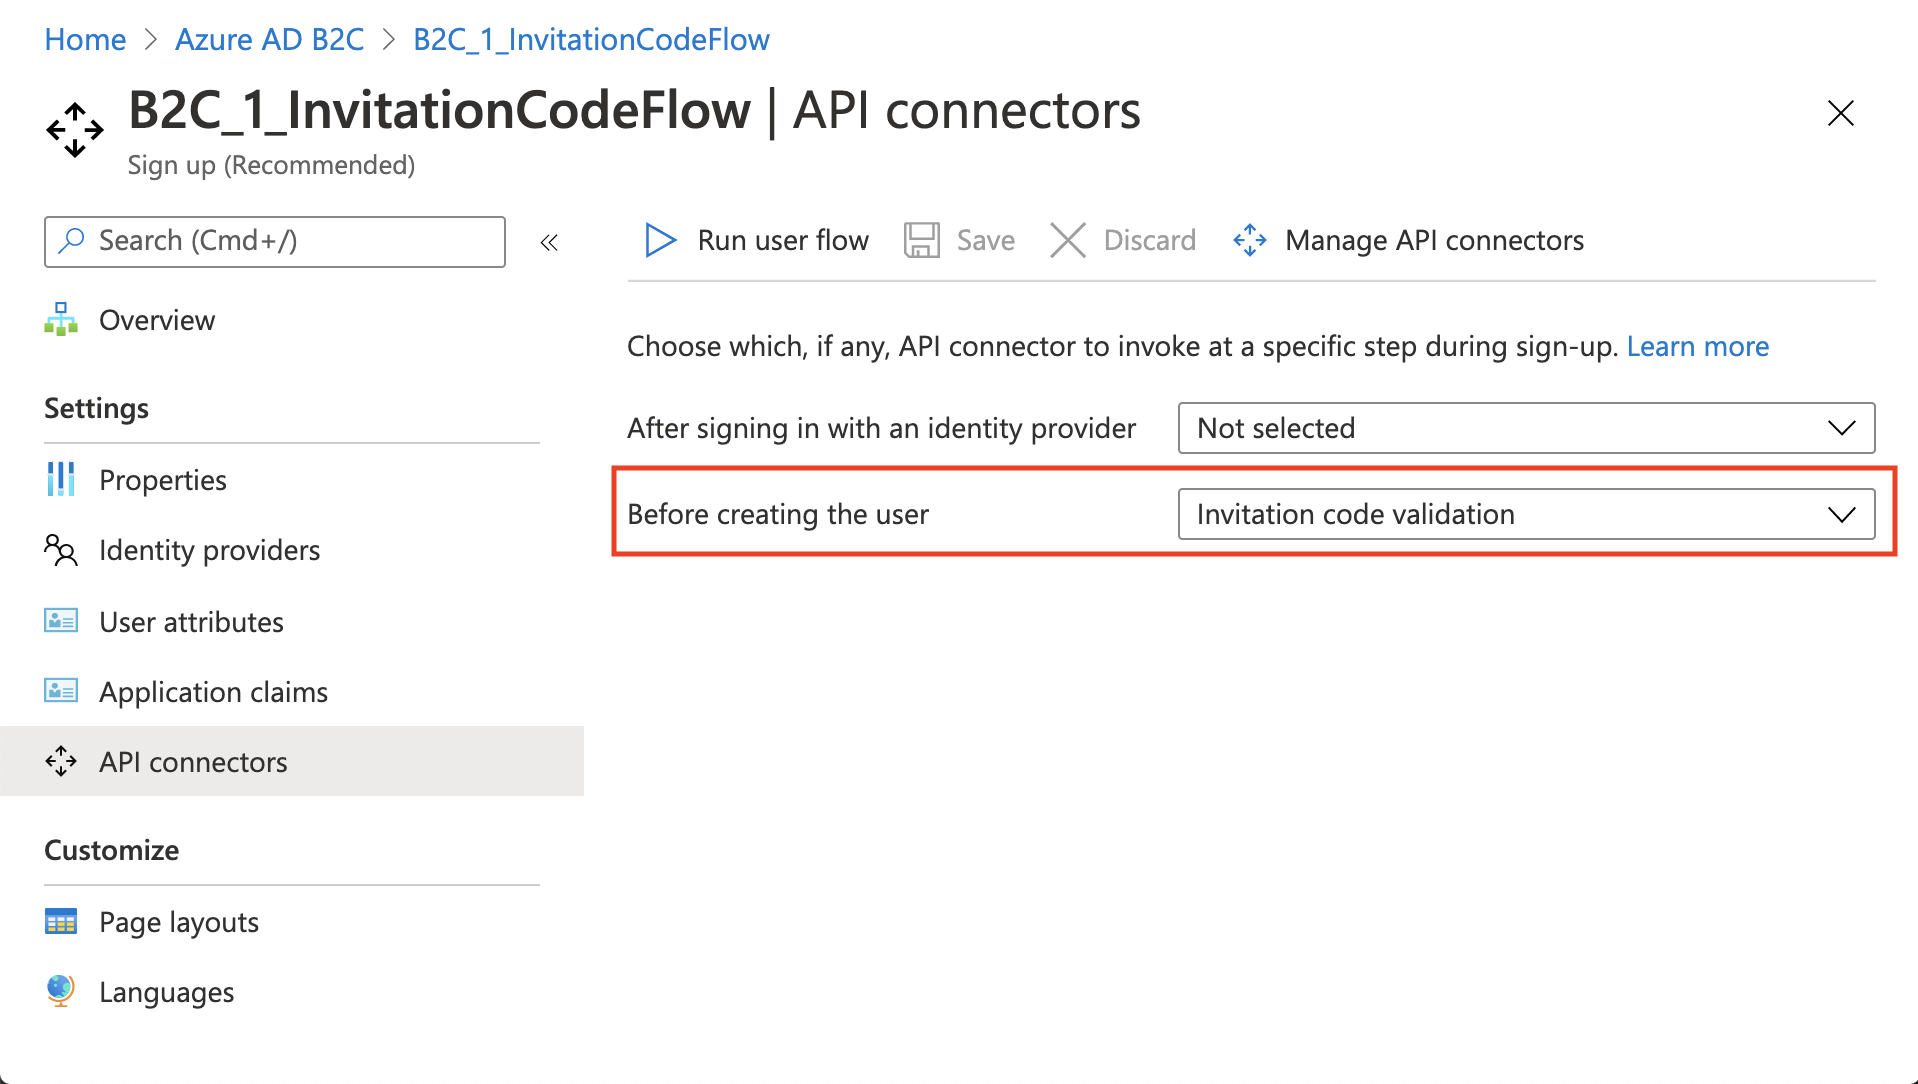 Home > Azure AD B2C > B2C_1_InvitationCodeFlow
B2C_1_InvitationCodeFlow | API connectors
Sign up (Recommended)
Search (Cmd+/)
«
Overview
Settings
Properties
Identity providers
User attributes
Application claims
API connectors
Customize
Page layouts
Languages
Run user flow Save Discard Manage API connectors
Choose which, if any, API connector to invoke at a specific step during sign-up. Learn more
After signing in with an identity provider Not selected
Before creating the user Invitation code validation